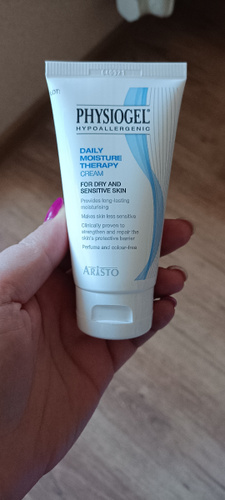 PHYSIOGEL
HYPOALLERGENIC
DAILY
MOISTURE
THERAPY
CREAM
FOR DRY AND
SENSITIVE SKIN
Provides long-lasting
moisturising
Makes skin less sensitive
Clinically proven to
strengthen and repair the
skin's protective barrier
Perfume and colour-free
ARISTO